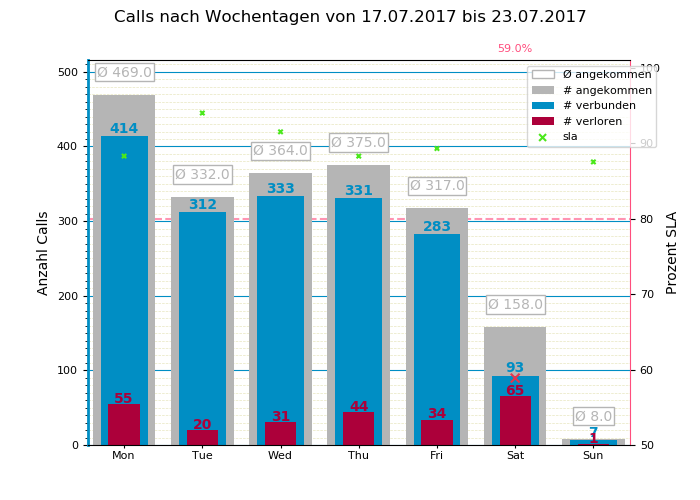 Calls nach Wochentagen von 17.07.2017 bis 23.07.2017
59.0%
Ø angekommen
# angekommen
# verbunden
# verloren
sla
Anzahl Calls
500
400
300
200
100
0
Prozent SLA
100
90
80
70
60
50
Ø 469.0
414
55
Ø 332.0
312
20
Ø 364.0
333
31
Ø 375.0
331
44
Ø 317.0
283
34
Ø 158.0
93
65
Ø 8.0
7
1
Mon Tue Wed Thu Fri Sat Sun